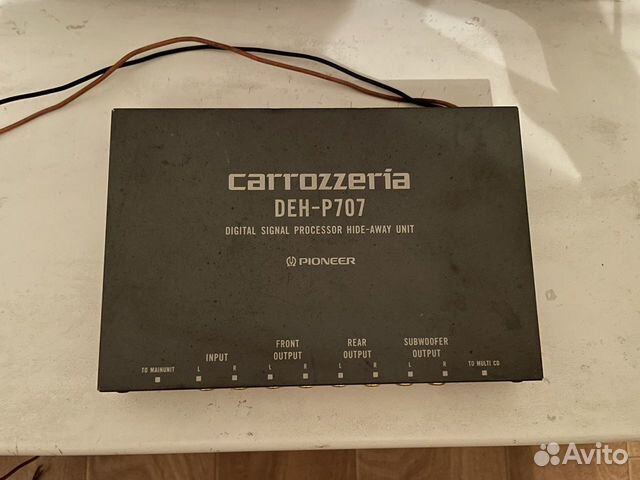 carrozzeria
DEH-P707
DIGITAL SIGNAL PROCESSOR HIDE-AWAY UNIT
PIONEER
TO MAINUNIT
INPUT
L R
FRONT
OUTPUT
L R
REAR
OUTPUT
L R
SUBWOOFER
OUTPUT
L R
TO MULTI CD
Avito